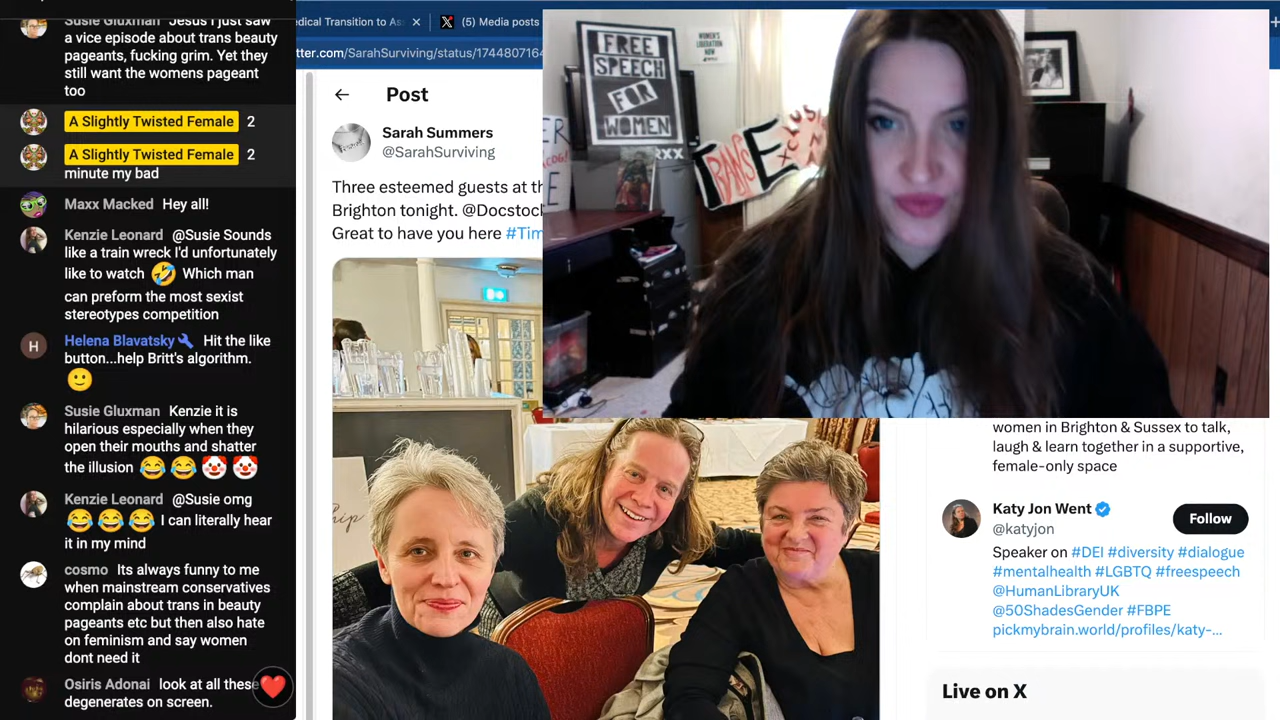 Susie Gluxman Jesus I just saw
a vice episode about trans beauty
pageants, fucking grim. Yet they
still want the womens pageant
too
A Slightly Twisted Female 2
A Slightly Twisted Female 2
minute my bad
Maxx Macked Hey all!
Kenzie Leonard @Susie Sounds
like a train wreck I'd unfortunately
like to watch 🤣 Which man
can preform the most sexist
stereotypes competition
H
Helena Blavatsky Hit the like
button...help Britt's algorithm.
🙂
Susie Gluxman Kenzie it is
hilarious especially when they
open their mouths and shatter
the illusion 😂 😂 🤡 🤡
Kenzie Leonard @Susie omg
😂 😂 😂 I can literally hear
it in my mind
cosmo Its always funny to me
when mainstream conservatives
complain about trans in beauty
pageants etc but then also hate
on feminism and say women
dont need it
Osiris Adonai look at all these
degenerates on screen.
edical Transition to As
(5) Media posts
tter.com/SarahSurviving/status/1744807164
Post
Sarah Summers
@SarahSurviving
Three esteemed guests at th
Brighton tonight. @Docstock
Great to have you here #Tim
FREE
SPEECH
FOR
WOMEN
WOMEN'S
LIBERATION
NOW
XX
TRANS
women in Brighton & Sussex to talk,
laugh & learn together in a supportive,
female-only space
Katy Jon Went
@katyjon
Follow
Speaker on #DEI #diversity #dialogue
#mentalhealth #LGBTQ #freespeech
@HumanLibraryUK
@50ShadesGender #FBPE
pickmybrain.world/profiles/katy-...
Live on X